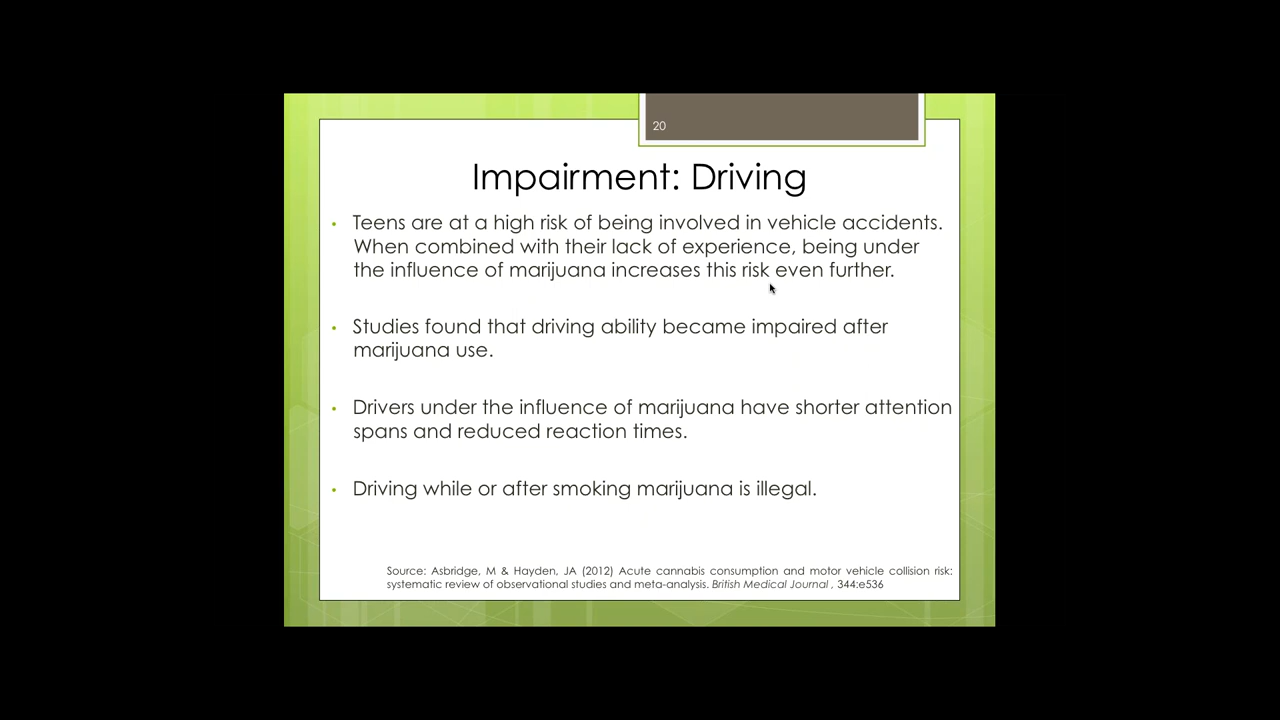 20
Impairment: Driving
• Teens are at a high risk of being involved in vehicle accidents.
When combined with their lack of experience, being under
the influence of marijuana increases this risk even further.
• Studies found that driving ability became impaired after
marijuana use.
• Drivers under the influence of marijuana have shorter attention
spans and reduced reaction times.
• Driving while or after smoking marijuana is illegal.
Source: Asbridge, M & Hayden, JA (2012) Acute cannabis consumption and motor vehicle collision risk:
systematic review of observational studies and meta-analysis. British Medical Journal , 344:e536